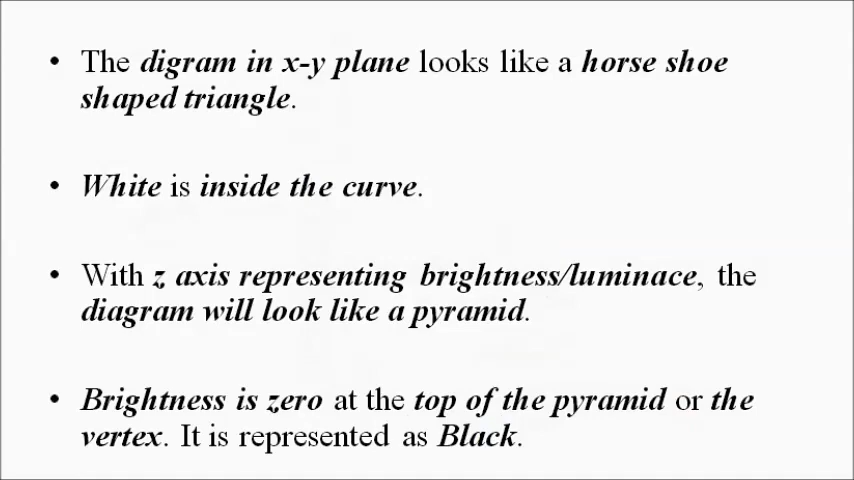 • The digram in x-y plane looks like a horse shoe
shaped triangle.
• White is inside the curve.
• With z axis representing brightness/luminace, the
diagram will look like a pyramid.
• Brightness is zero at the top of the pyramid or the
vertex. It is represented as Black.